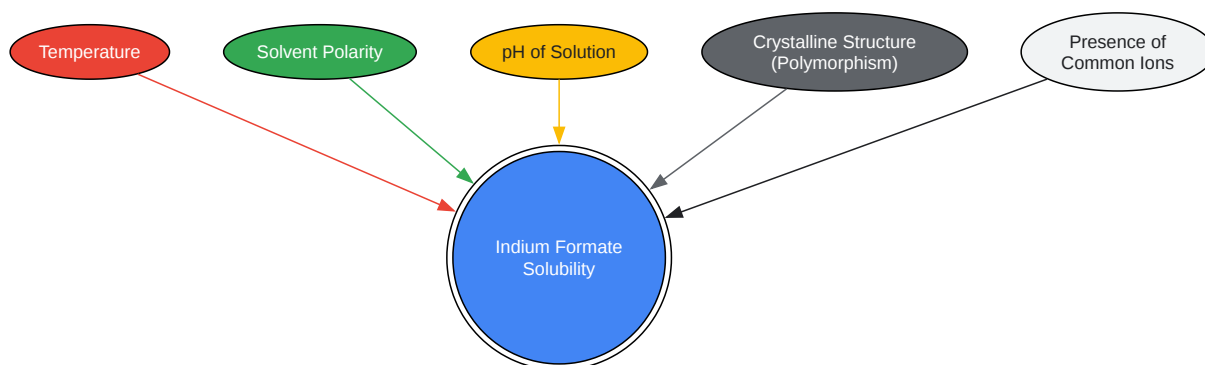 Temperature
Solvent Polarity
pH of Solution
Crystalline Structure
(Polymorphism)
Presence of
Common Ions
Indium Formate
Solubility